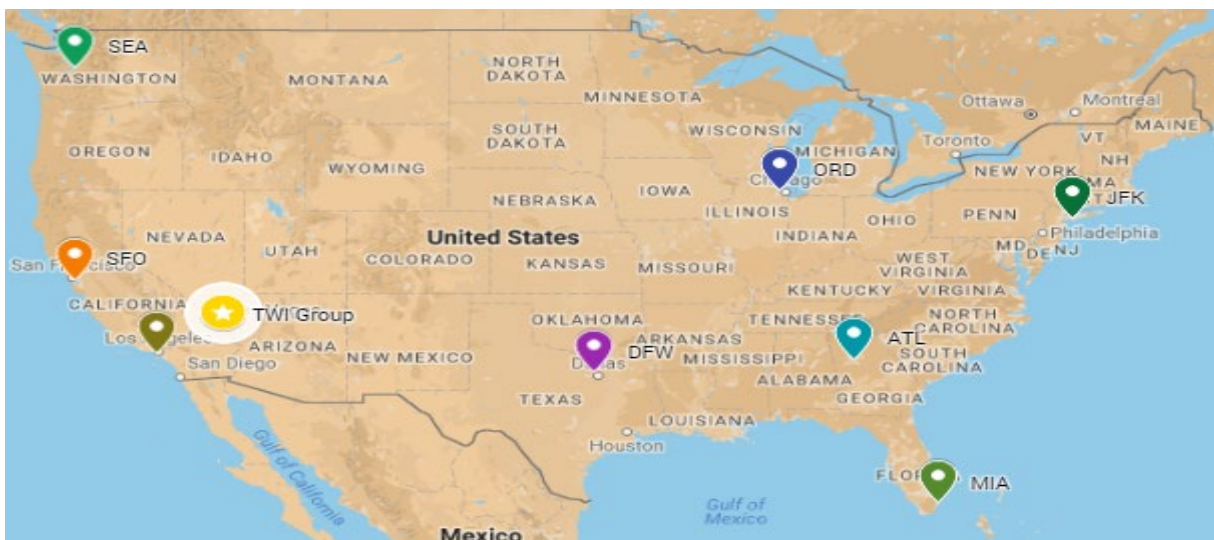 SEA
WASHINGTON
MONTANA
NORTH
DAKOTA
MINNESOTA
Ottawa
Montreal
MAINE
OREGON
IDAHO
SOUTH
DAKOTA
WISCONSIN
MICHIGAN
Toronto
VT
NH
WYOMING
ORD
NEW YORK
MA
JFK
NEBRASKA
IOWA
ILLINOIS
OHIO
PENN
Philadelphia
NEVADA
UTAH
United States
INDIANA
MD
DE
NJ
SFO
COLORADO
KANSAS
MISSOURI
WEST
VIRGINIA
CALIFORNIA
KENTUCKY
VIRGINIA
TWI Group
OKLAHOMA
TENNESSEE
NORTH
CAROLINA
ARIZONA
NEW MEXICO
ARKANSAS
ATL
San Diego
DFW
MISSISSIPPI
SOUTH
CAROLINA
ALABAMA
TEXAS
GEORGIA
LOUISIANA
Houston
Gulf of California
MIA
Gulf of
Mexico
Mexico